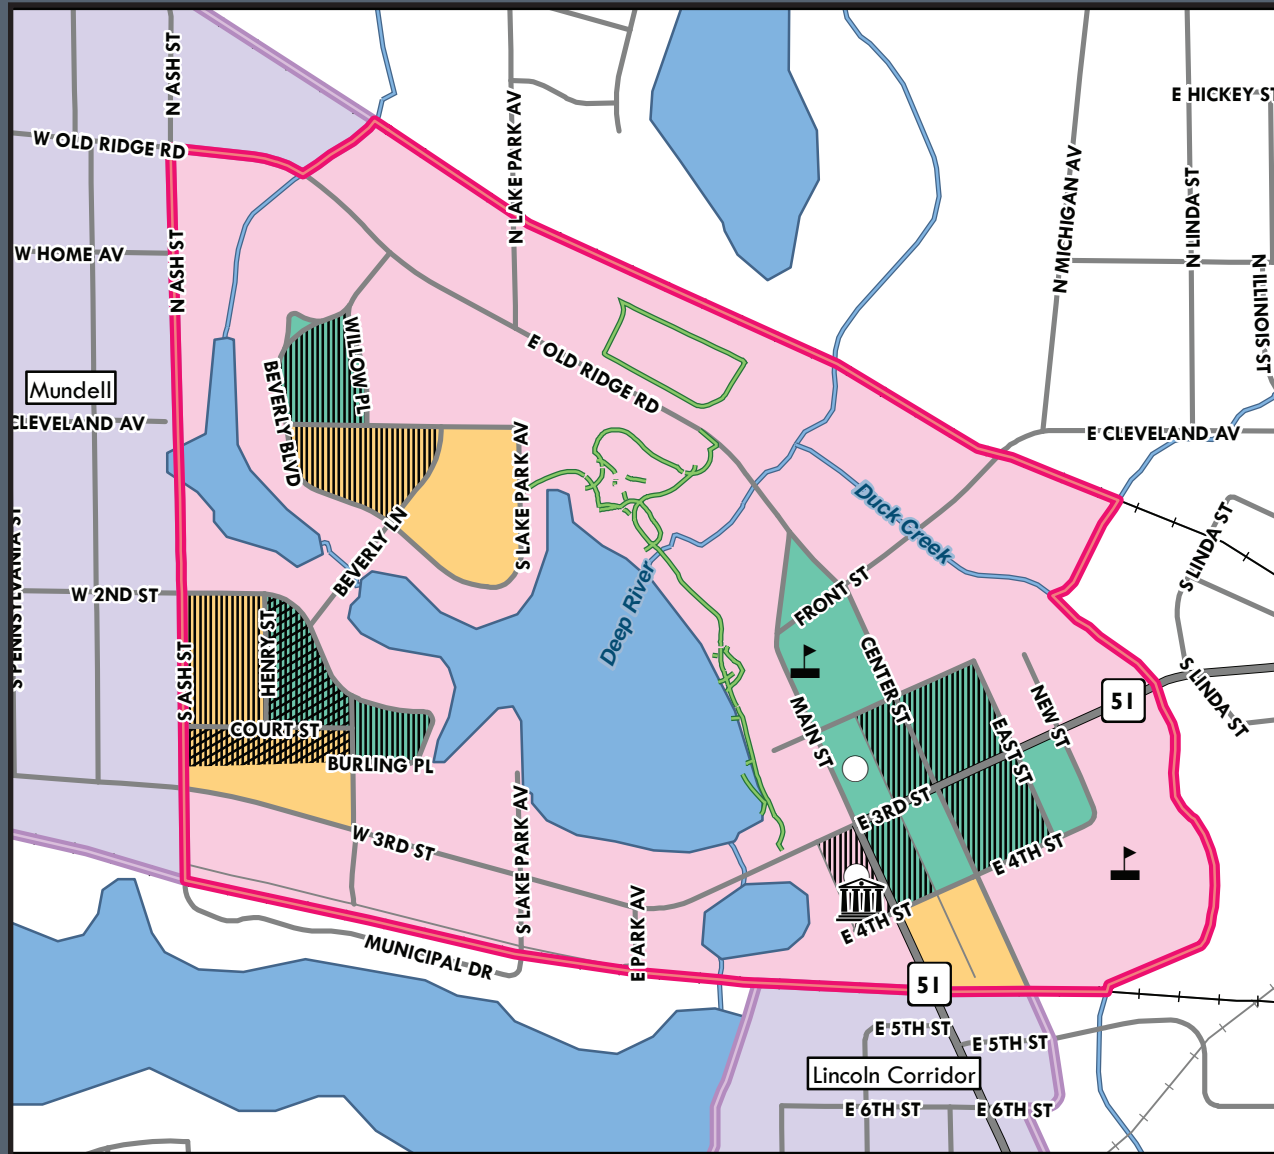 N ASH ST
E HICKEY ST
W OLD RIDGE RD
N LAKE PARK AV
N MICHIGAN AV
N LINDA ST
W HOME AV
N ASH ST
N ILLINOIS ST
WILLOW PL
E OLD RIDGE RD
Mundell
BEVERLY BLVD
CLEVELAND AV
E CLEVELAND AV
S LAKE PARK AV
Duck Creek
S PENNSYLVANIA ST
BEVERLY LN
S LINDA ST
W 2ND ST
FRONT ST
Deep River
HENRY ST
S ASH ST
CENTER ST
S LINDA ST
51
NEW ST
MAIN ST
EAST ST
COURT ST
BURLING PL
E 3RD ST
W 3RD ST
S LAKE PARK AV
E 4TH ST
E 4TH ST
E PARK AV
MUNICIPAL DR
51
E 5TH ST
E 5TH ST
Lincoln Corridor
E 6TH ST
E 6TH ST